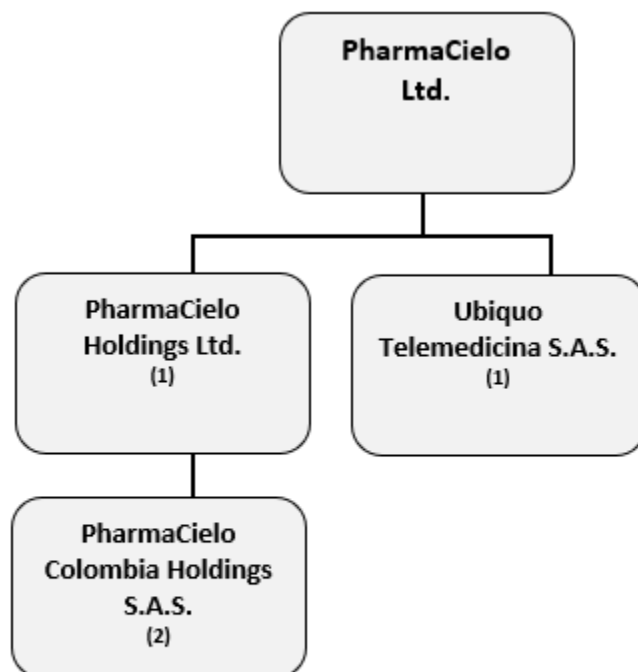 PharmaCielo
Ltd.
PharmaCielo
Holdings Ltd.
(1)
Ubiquo
Telemedicina S.A.S.
(1)
PharmaCielo
Colombia Holdings
S.A.S.
(2)